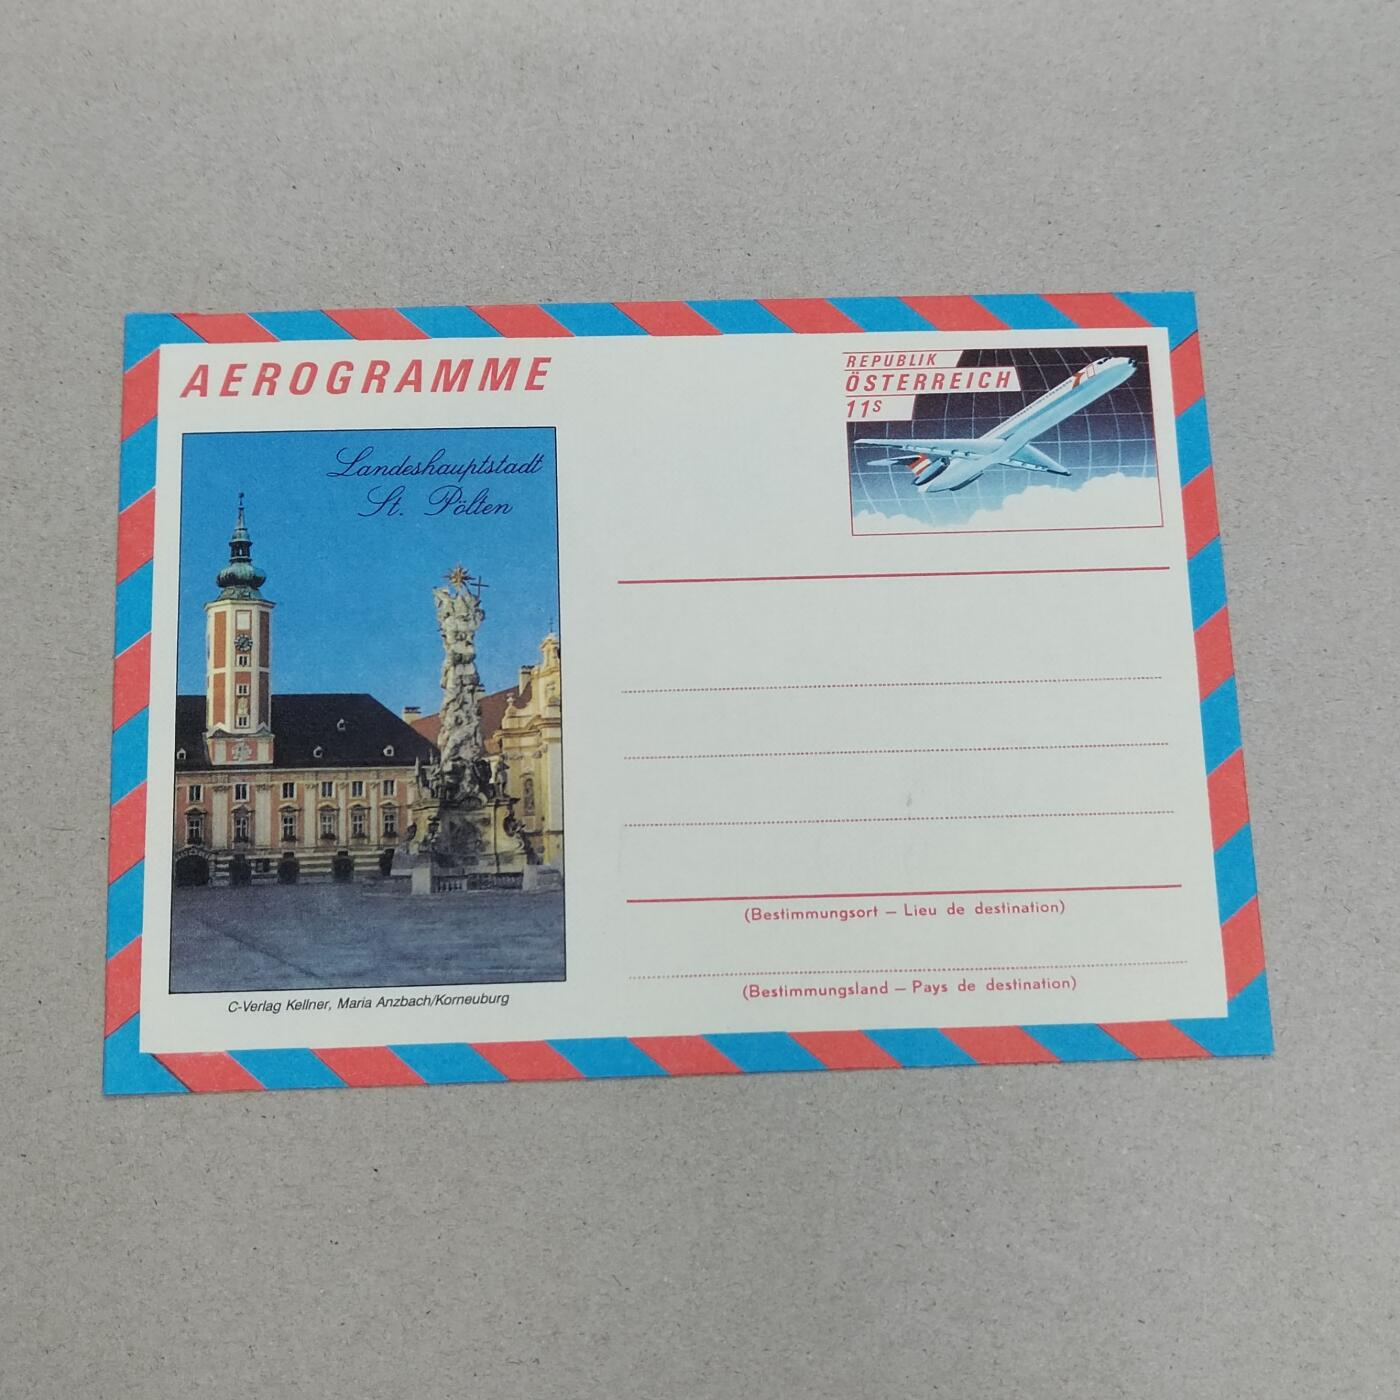 AEROGRAMME
REPUBLIK
ÖSTERREICH
11S
Landeshauptstadt
St. Pölten
(Bestimmungsort – Lieu de destination)
(Bestimmungsland – Pays de destination)
C-Verlag Kellner, Maria Anzbach/Korneuburg